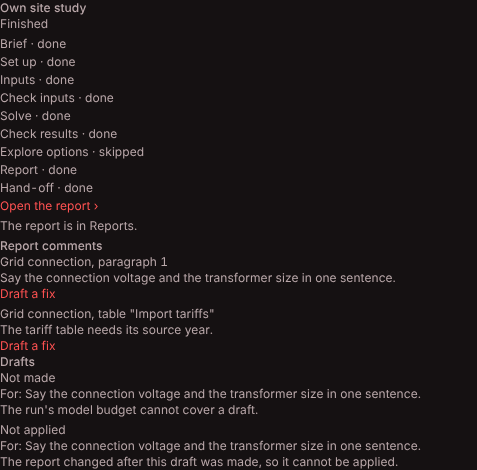 Own site study
Finished
Brief · done
Set up · done
Inputs · done
Check inputs · done
Solve · done
Check results · done
Explore options · skipped
Report · done
Hand-off · done
Open the report ›
The report is in Reports.
Report comments
Grid connection, paragraph 1
Say the connection voltage and the transformer size in one sentence.
Draft a fix
Grid connection, table "Import tariffs"
The tariff table needs its source year.
Draft a fix
Drafts
Not made
For: Say the connection voltage and the transformer size in one sentence.
The run's model budget cannot cover a draft.
Not applied
For: Say the connection voltage and the transformer size in one sentence.
The report changed after this draft was made, so it cannot be applied.